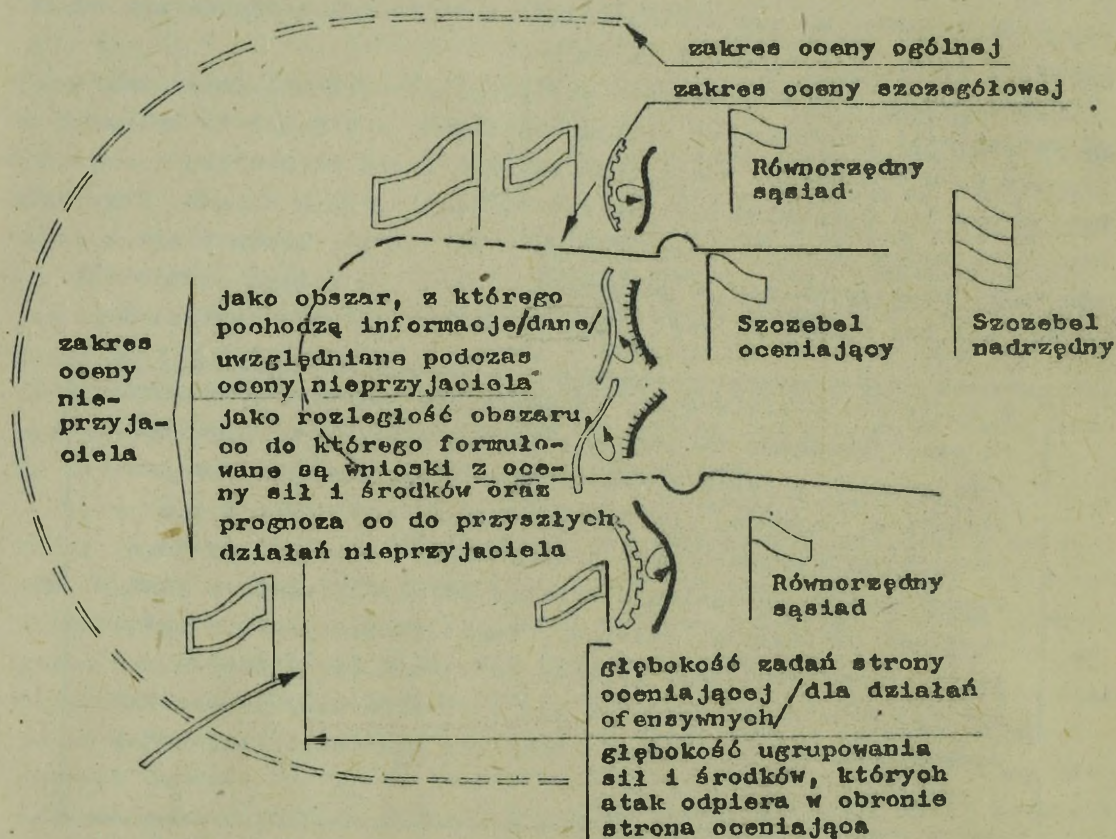 zakres oceny ogólnej
zakres oceny szczegółowej
Równorzędny
sąsiad
Szczebel
oceniający
Szczebel
nadrzędny
zakres
oceny
nie-
przyja-
ciela
jako obszar, z którego
pochodzą informacje/dane/
uwzględniane podczas
oceny nieprzyjaciela
jako rozległość obszaru,
co do którego formuło-
wane są wnioski z oce-
ny sił i środków oraz
prognoza co do przyszłych
działań nieprzyjaciela
Równorzędny
sąsiad
głębokość zadań strony
oceniającej /dla działań
ofensywnych/
głębokość ugrupowania
sił i środków, których
atak odpiera w obronie
strona oceniająca